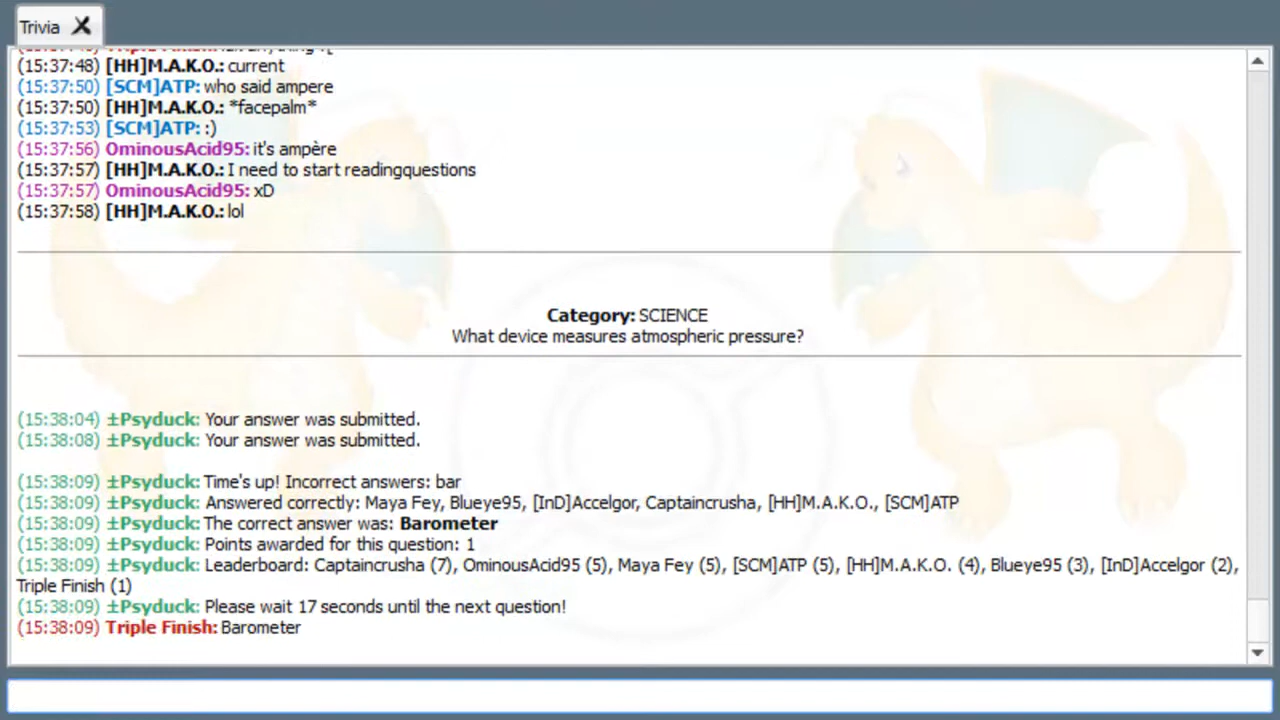 Trivia X
(15:37:48) [HH]M.A.K.O.: current
(15:37:50) [SCM]ATP: who said ampere
(15:37:50) [HH]M.A.K.O.: *facepalm*
(15:37:53) [SCM]ATP: :)
(15:37:56) OminousAcid95: it's ampère
(15:37:57) [HH]M.A.K.O.: I need to start readingquestions
(15:37:57) OminousAcid95: xD
(15:37:58) [HH]M.A.K.O.: lol
Category: SCIENCE
What device measures atmospheric pressure?
(15:38:04) ±Psyduck: Your answer was submitted.
(15:38:08) ±Psyduck: Your answer was submitted.
(15:38:09) ±Psyduck: Time's up! Incorrect answers: bar
(15:38:09) ±Psyduck: Answered correctly: Maya Fey, Blueye95, [InD]Accelgor, Captaincrusha, [HH]M.A.K.O., [SCM]ATP
(15:38:09) ±Psyduck: The correct answer was: Barometer
(15:38:09) ±Psyduck: Points awarded for this question: 1
(15:38:09) ±Psyduck: Leaderboard: Captaincrusha (7), OminousAcid95 (5), Maya Fey (5), [SCM]ATP (5), [HH]M.A.K.O. (4), Blueye95 (3), [InD]Accelgor (2),
Triple Finish (1)
(15:38:09) ±Psyduck: Please wait 17 seconds until the next question!
(15:38:09) Triple Finish: Barometer